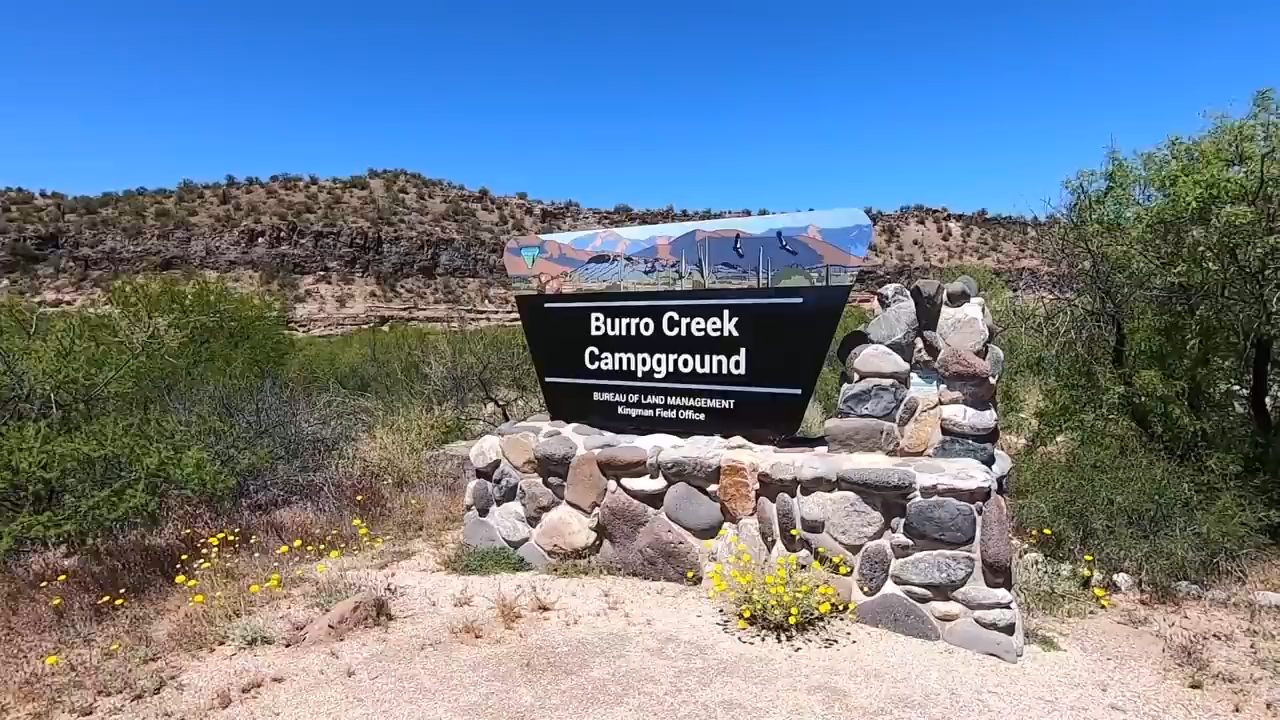 Burro Creek
Campground
BUREAU OF LAND MANAGEMENT
Kingman Field Office